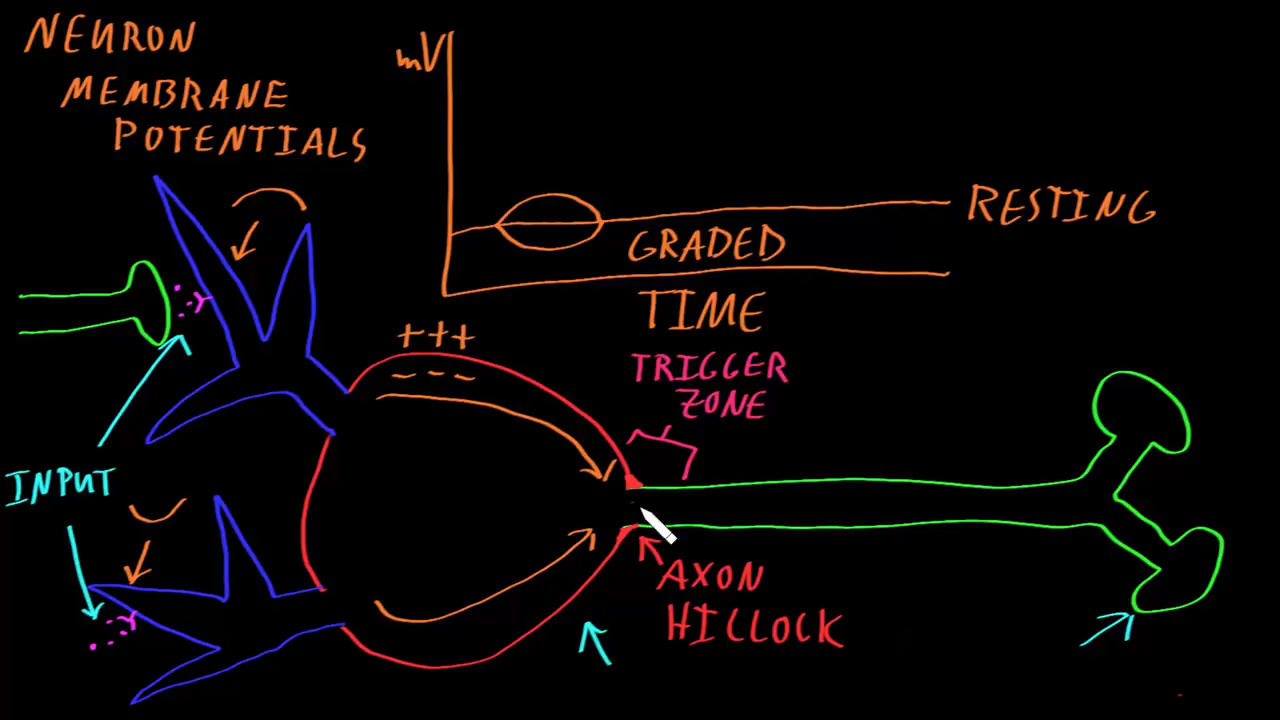 NEURON
MEMBRANE
POTENTIALS
mV
RESTING
GRADED
TIME
+++
---
TRIGGER
ZONE
INPUT
AXON
HILLOCK